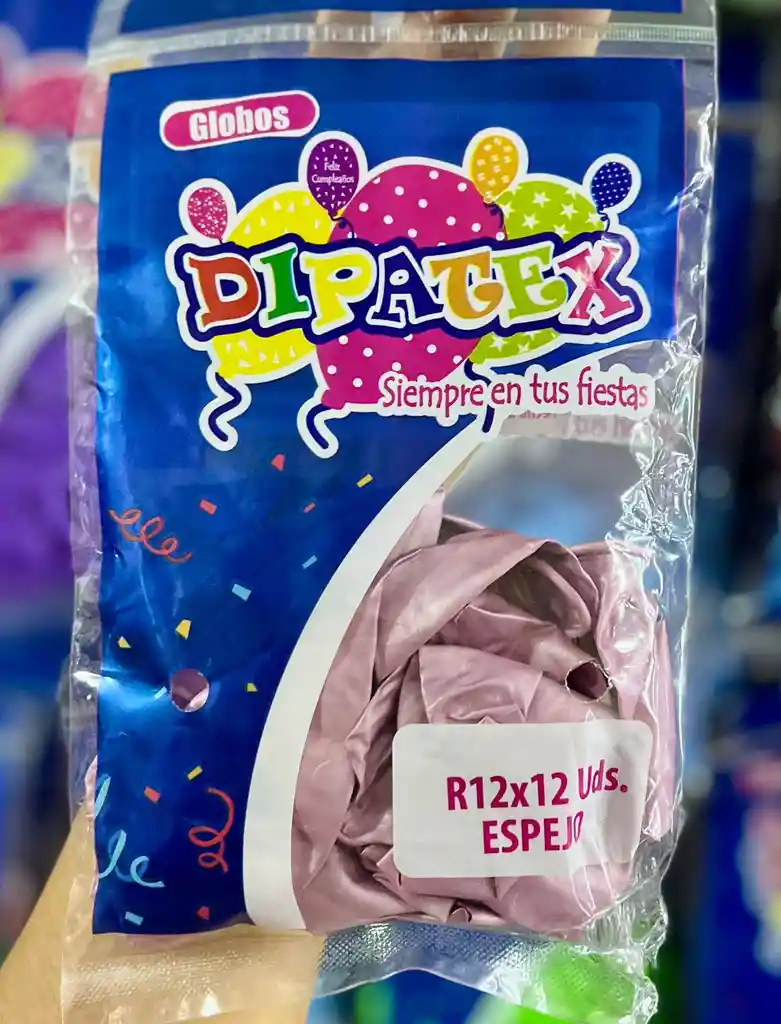 Globos
Feliz
Cumpleaños
DIPATEX
Siempre en tus fiestas
R12x12 Uds.
ESPEJO